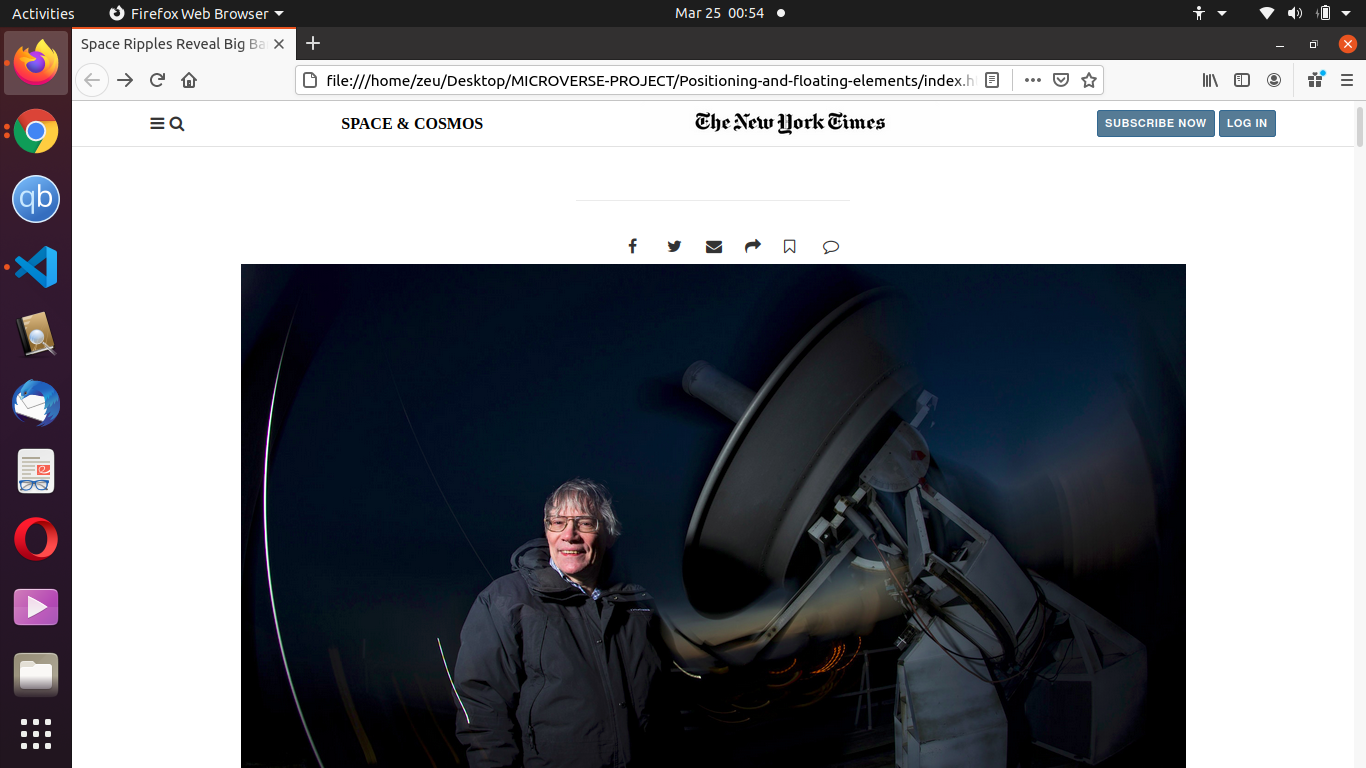 Activities Firefox Web Browser Mar 25 00:54
Space Ripples Reveal Big Ba
file:///home/zeu/Desktop/MICROVERSE-PROJECT/Positioning-and-floating-elements/index.h
SPACE & COSMOS The New York Times SUBSCRIBE NOW LOG IN
qb